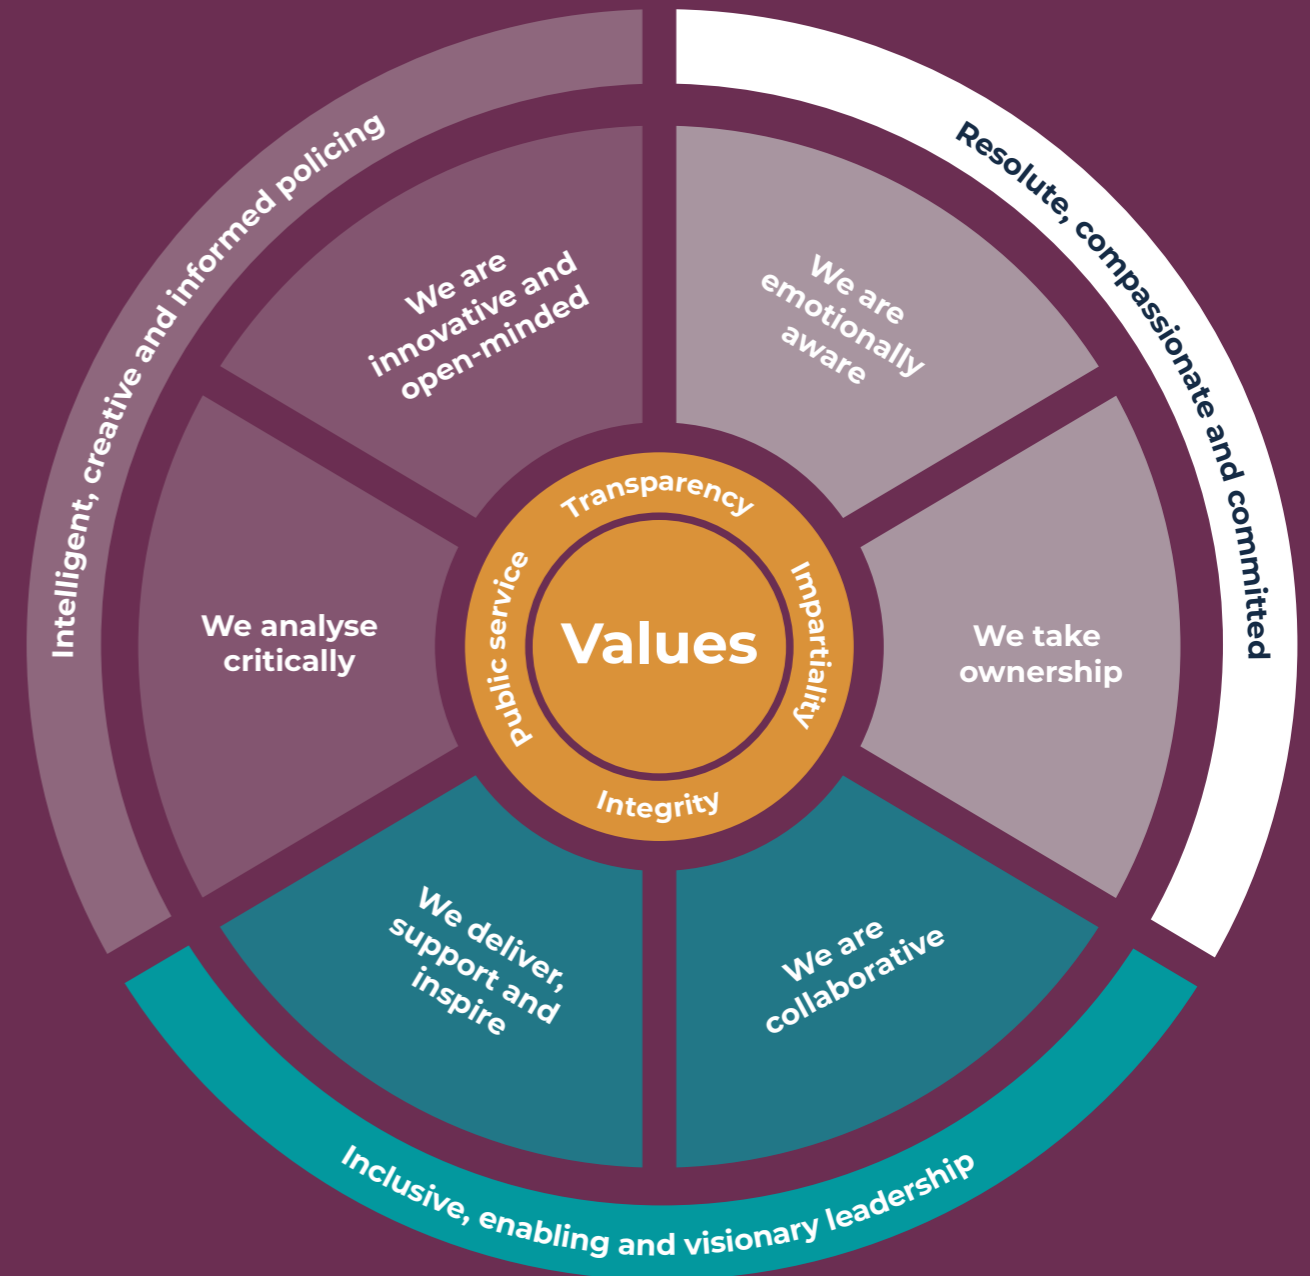 Intelligent, creative and informed policing
Resolute, compassionate and committed
We are
innovative and
open-minded
We are
emotionally
aware
We analyse
critically
We take
ownership
Transparency
Public service
Values
Impartiality
Integrity
We deliver,
support and
inspire
We are
collaborative
Inclusive, enabling and visionary leadership